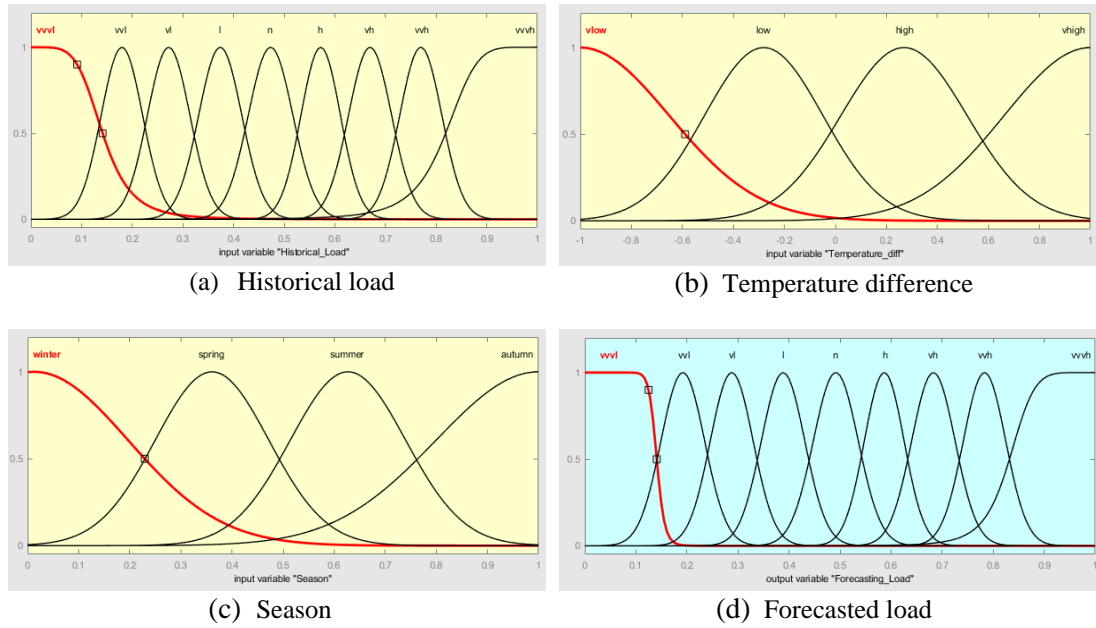 vvvl vvl vl l n h vh vvh vvvh
1
0.5
0
0 0.1 0.2 0.3 0.4 0.5 0.6 0.7 0.8 0.9 1
input variable "Historical_Load"
(a) Historical load
vlow low high vhigh
1
0.5
0
-1 -0.8 -0.6 -0.4 -0.2 0 0.2 0.4 0.6 0.8 1
input variable "Temperature_diff"
(b) Temperature difference
winter spring summer autumn
1
0.5
0
0 0.1 0.2 0.3 0.4 0.5 0.6 0.7 0.8 0.9 1
input variable "Season"
(c) Season
vvvl vvl vl l n h vh vvh vvvh
1
0.5
0
0 0.1 0.2 0.3 0.4 0.5 0.6 0.7 0.8 0.9 1
output variable "Forecasting_Load"
(d) Forecasted load